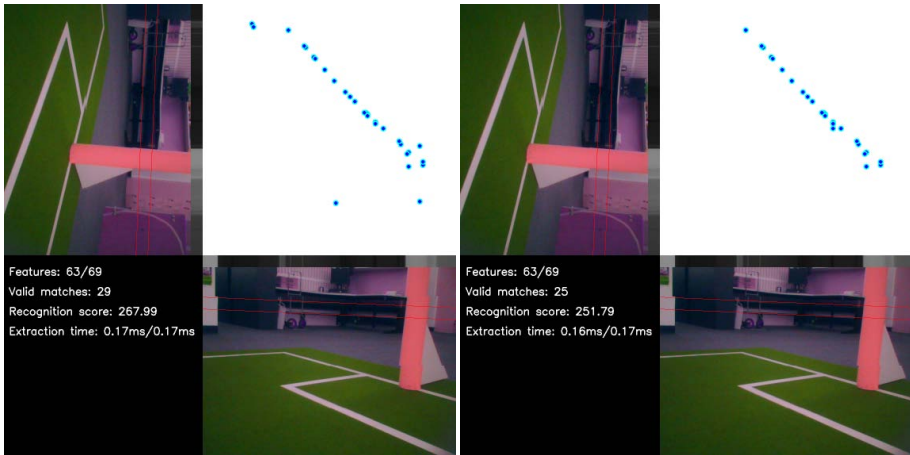 Features: 63/69
Valid matches: 29
Recognition score: 267.99
Extraction time: 0.17ms/0.17ms
Features: 63/69
Valid matches: 25
Recognition score: 251.79
Extraction time: 0.16ms/0.17ms